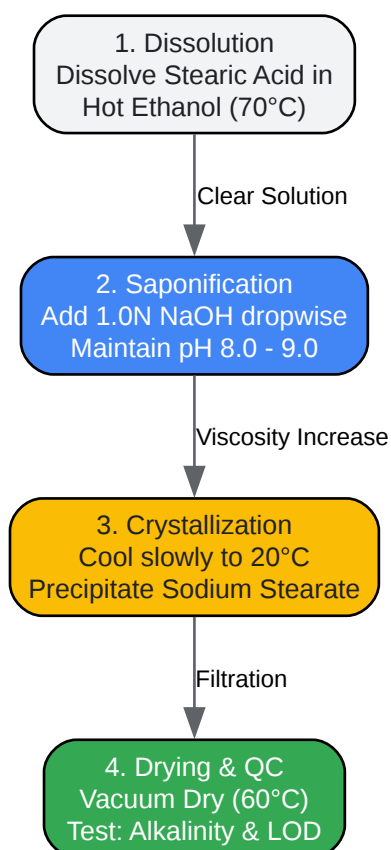 1. Dissolution
Dissolve Stearic Acid in
Hot Ethanol (70°C)
Clear Solution
2. Saponification
Add 1.0N NaOH dropwise
Maintain pH 8.0 - 9.0
Viscosity Increase
3. Crystallization
Cool slowly to 20°C
Precipitate Sodium Stearate
Filtration
4. Drying & QC
Vacuum Dry (60°C)
Test: Alkalinity & LOD